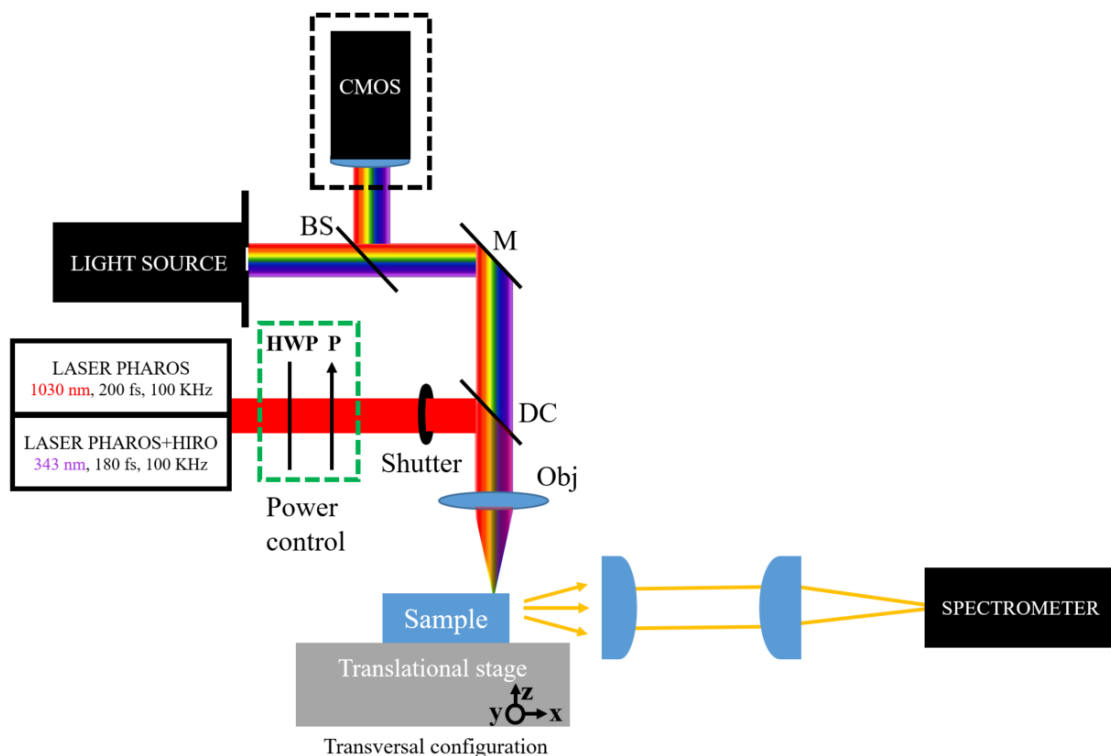 CMOS
BS
M
LIGHT SOURCE
HWP P
LASER PHAROS
1030 nm, 200 fs, 100 KHz
DC
LASER PHAROS+HIRO
343 nm, 180 fs, 100 KHz
Shutter
Obj
Power
control
Sample
SPECTROMETER
Translational stage
z
y x
Transversal configuration